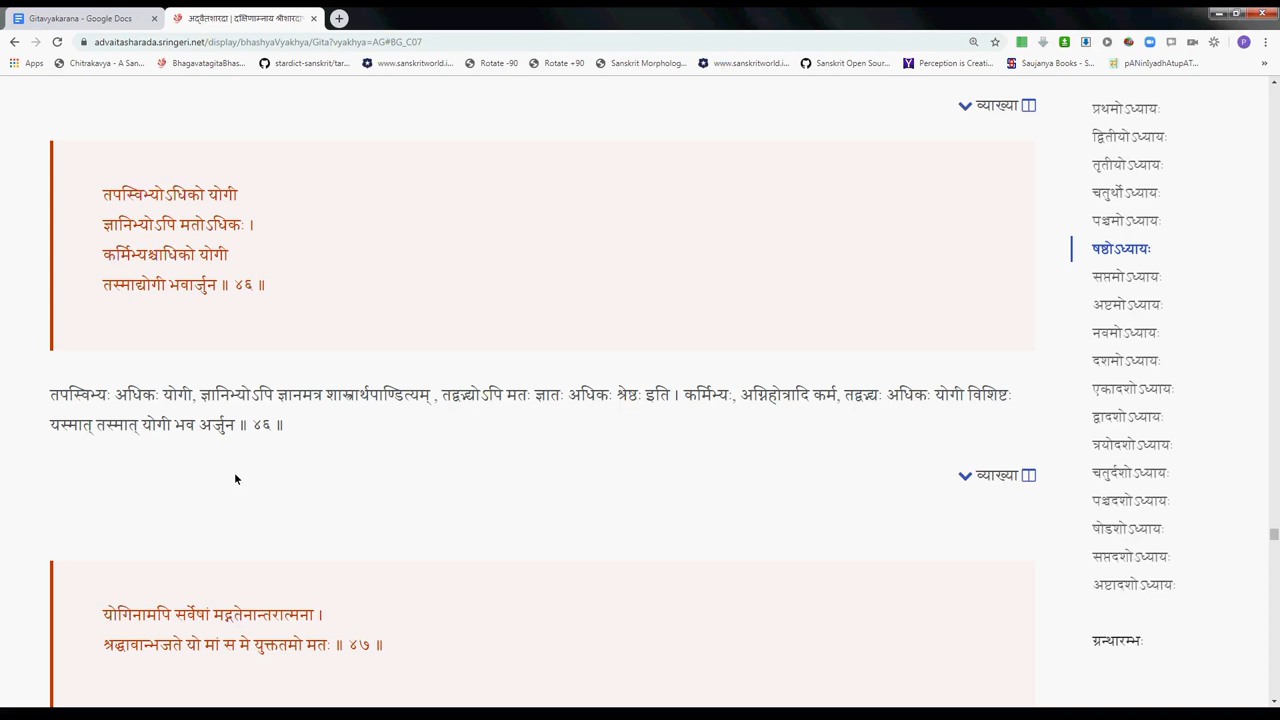 Gitavyakarana - Google Docs
अद्वैतशारदा | दक्षिणाम्नाय श्रीशारदा
advaitasharada.sringeri.net/display/bhashyaVyakhya/Gita?vyakhya=AG#BG_C07
P
Apps
Chitrakavya - A San...
BhagavatagitaBhas...
stardict-sanskrit/tar...
www.sanskritworld.i...
Rotate -90
Rotate +90
Sanskrit Morpholog...
www.sanskritworld.i...
Sanskrit Open Sour...
Perception is Creati...
Saujanya Books - S...
pANinIyadhAtupAT...
»
व्याख्या
तपस्विभ्योऽधिको योगी
ज्ञानिभ्योऽपि मतोऽधिकः ।
कर्मिभ्यश्चाधिको योगी
तस्माद्योगी भवार्जुन ॥ ४६ ॥
तपस्विभ्यः अधिकः योगी, ज्ञानिभ्योऽपि ज्ञानमत्र शास्त्रार्थपाण्डित्यम् , तद्वद्भ्योऽपि मतः ज्ञातः अधिकः श्रेष्ठः इति । कर्मिभ्यः, अग्निहोत्रादि कर्म, तद्वद्भ्यः अधिकः योगी विशिष्टः
यस्मात् तस्मात् योगी भव अर्जुन ॥ ४६ ॥
व्याख्या
योगिनामपि सर्वेषां मद्गतेनान्तरात्मना ।
श्रद्धावान्भजते यो मां स मे युक्ततमो मतः ॥ ४७ ॥
प्रथमोऽध्यायः
द्वितीयोऽध्यायः
तृतीयोऽध्यायः
चतुर्थोऽध्यायः
पञ्चमोऽध्यायः
षष्ठोऽध्यायः
सप्तमोऽध्यायः
अष्टमोऽध्यायः
नवमोऽध्यायः
दशमोऽध्यायः
एकादशोऽध्यायः
द्वादशोऽध्यायः
त्रयोदशोऽध्यायः
चतुर्दशोऽध्यायः
पञ्चदशोऽध्यायः
षोडशोऽध्यायः
सप्तदशोऽध्यायः
अष्टादशोऽध्यायः
ग्रन्थारम्भः